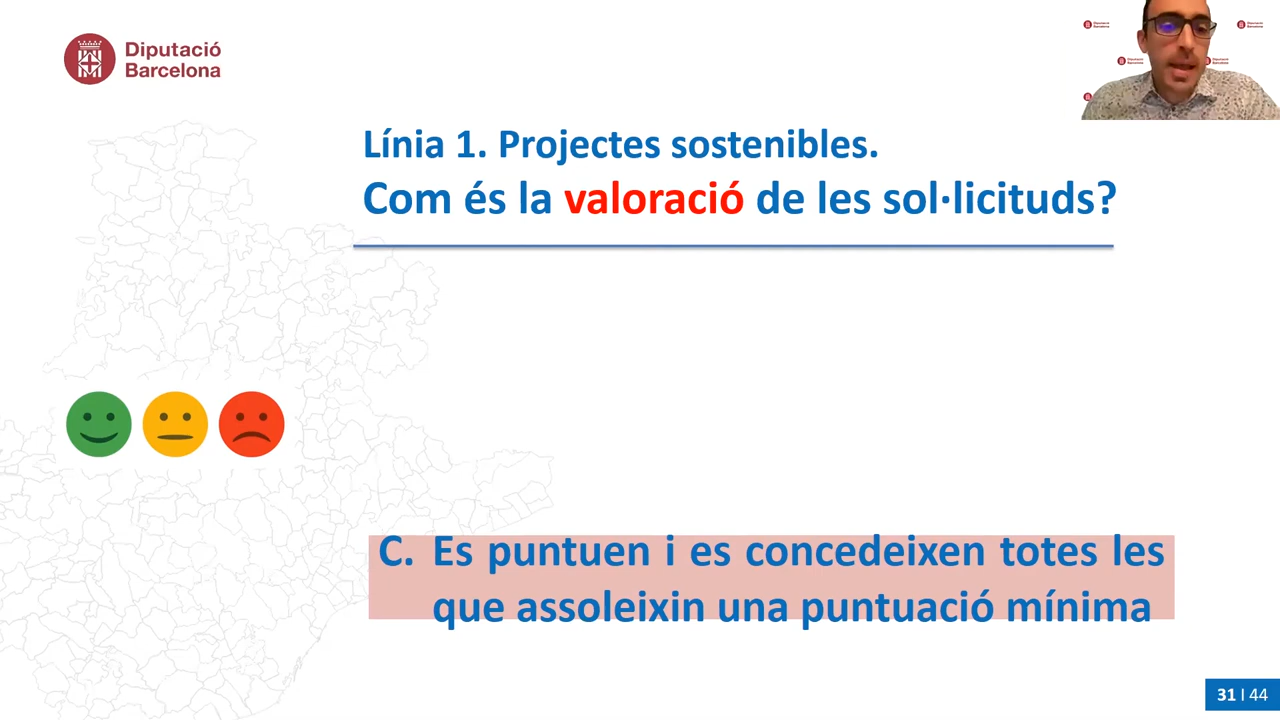 Diputació
Barcelona
Línia 1. Projectes sostenibles.
Com és la valoració de les sol·licituds?
C. Es puntuen i es concedeixen totes les
que assoleixin una puntuació mínima
31 I 44